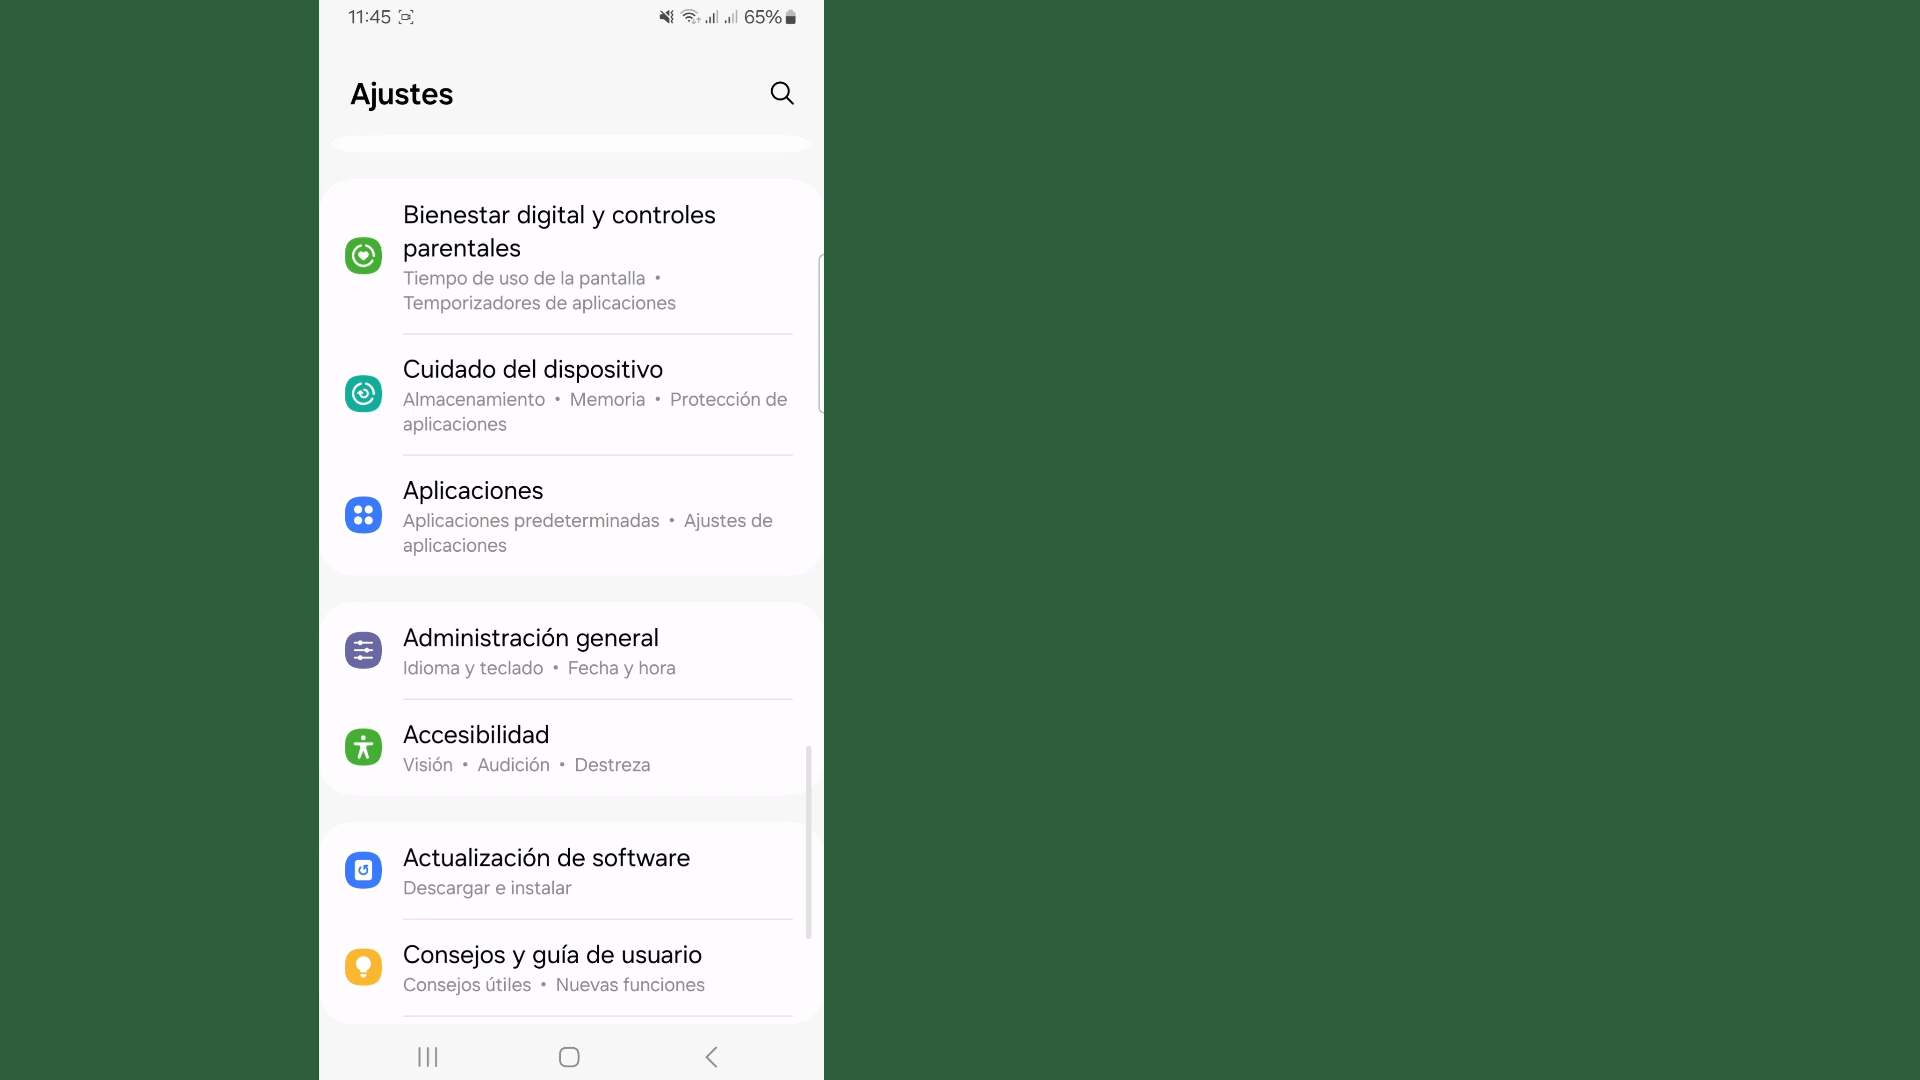 11:45 65%
Ajustes
Bienestar digital y controles
parentales
Tiempo de uso de la pantalla •
Temporizadores de aplicaciones
Cuidado del dispositivo
Almacenamiento • Memoria • Protección de
aplicaciones
Aplicaciones
Aplicaciones predeterminadas • Ajustes de
aplicaciones
Administración general
Idioma y teclado • Fecha y hora
Accesibilidad
Visión • Audición • Destreza
Actualización de software
Descargar e instalar
Consejos y guía de usuario
Consejos útiles • Nuevas funciones